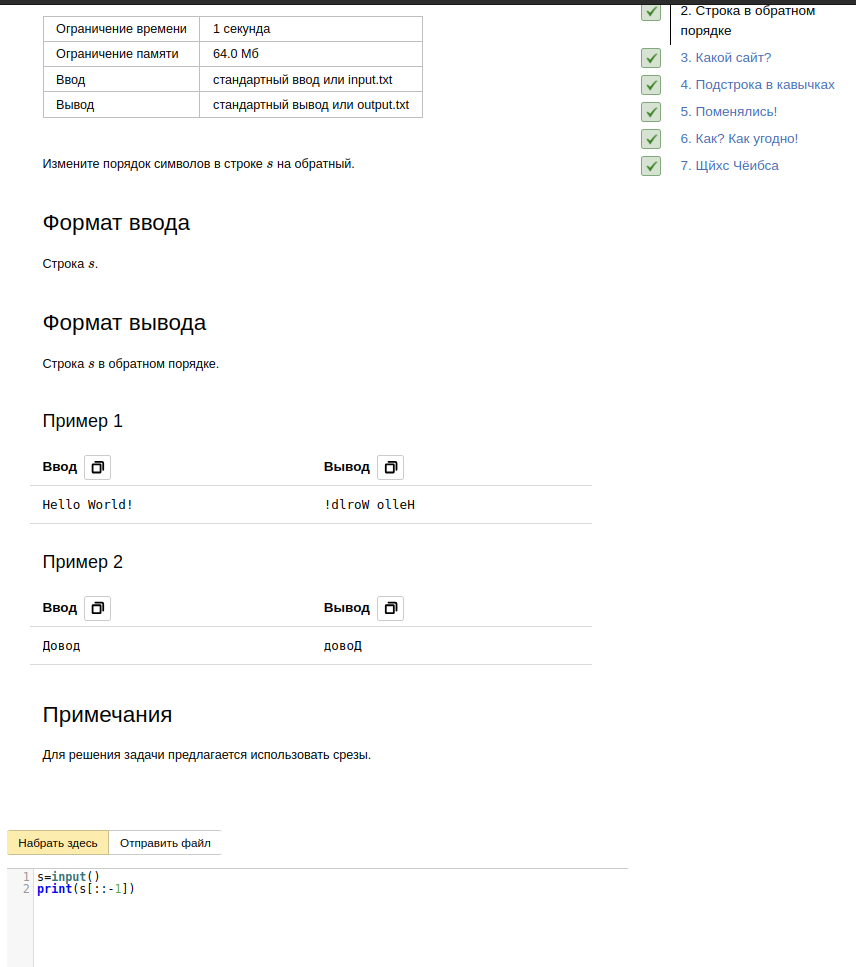 Ограничение времени 1 секунда
Ограничение памяти 64.0 Мб
Ввод стандартный ввод или input.txt
Вывод стандартный вывод или output.txt
Измените порядок символов в строке s на обратный.
Формат ввода
Строка s.
Формат вывода
Строка s в обратном порядке.
Пример 1
Ввод Вывод
Hello World! !dlroW olleH
Пример 2
Ввод Вывод
Довод довоД
Примечания
Для решения задачи предлагается использовать срезы.
Набрать здесь Отправить файл
1 s=input()
2 print(s[::-1])
2. Строка в обратном
порядке
3. Какой сайт?
4. Подстрока в кавычках
5. Поменялись!
6. Как? Как угодно!
7. Щйхс Чёибса